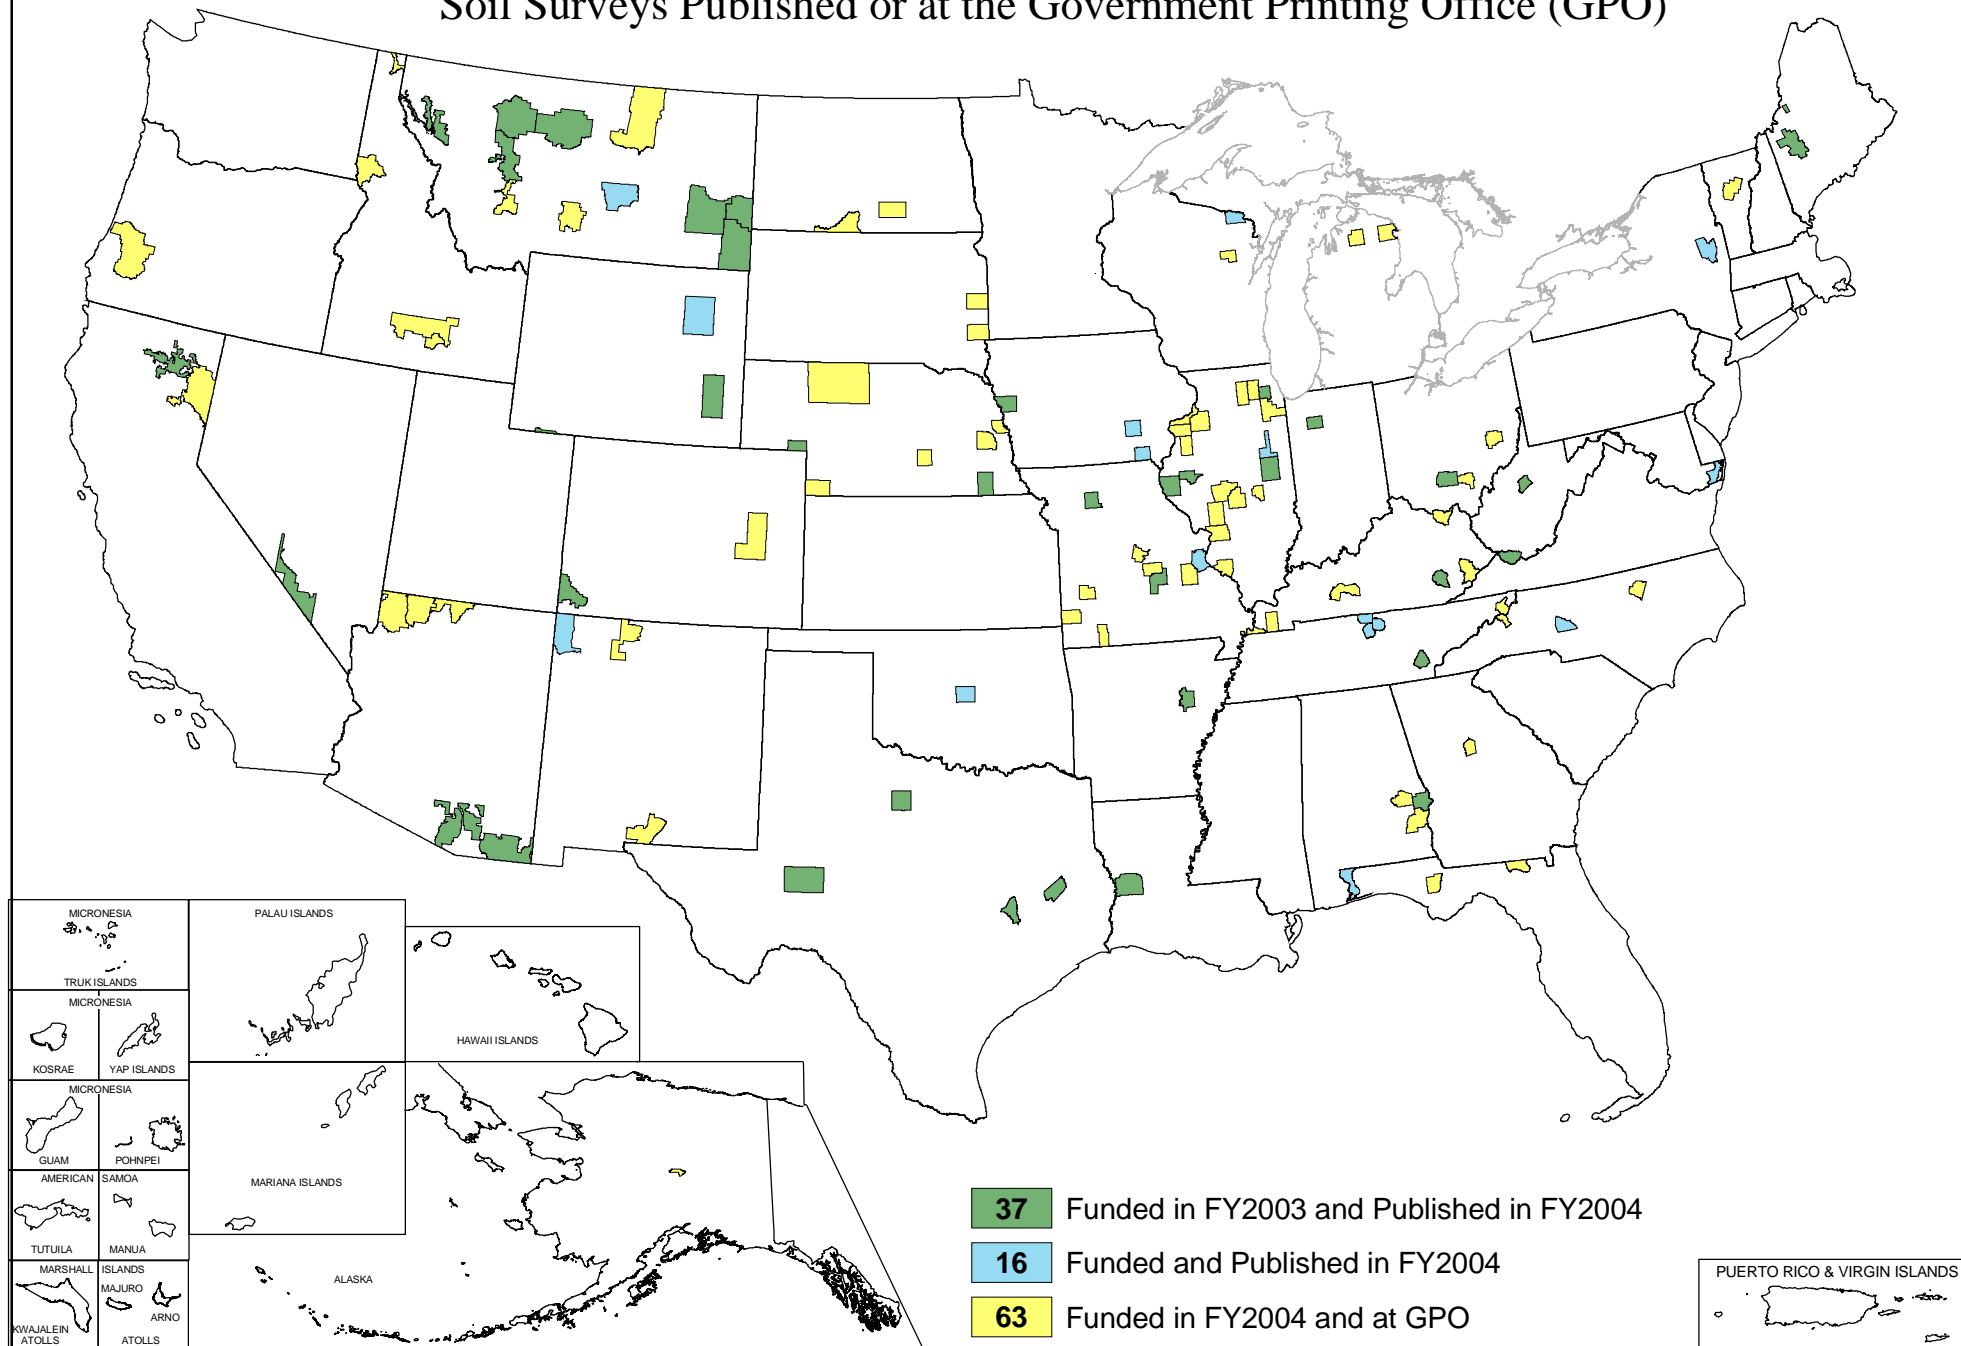 Soil Surveys Published or at the Government Printing Office (GPO)
MICRONESIA
TRUK ISLANDS
PALAU ISLANDS
MICRONESIA
KOSRAE
YAP ISLANDS
HAWAII ISLANDS
MICRONESIA
GUAM
POHNPEI
MARIANA ISLANDS
AMERICAN SAMOA
TUTUILA
MANUA
MARSHALL ISLANDS
MAJURO
ARNO
KWAJALEIN
ATOLLS
ATOLLS
ALASKA
37 Funded in FY2003 and Published in FY2004
16 Funded and Published in FY2004
63 Funded in FY2004 and at GPO
PUERTO RICO & VIRGIN ISLANDS